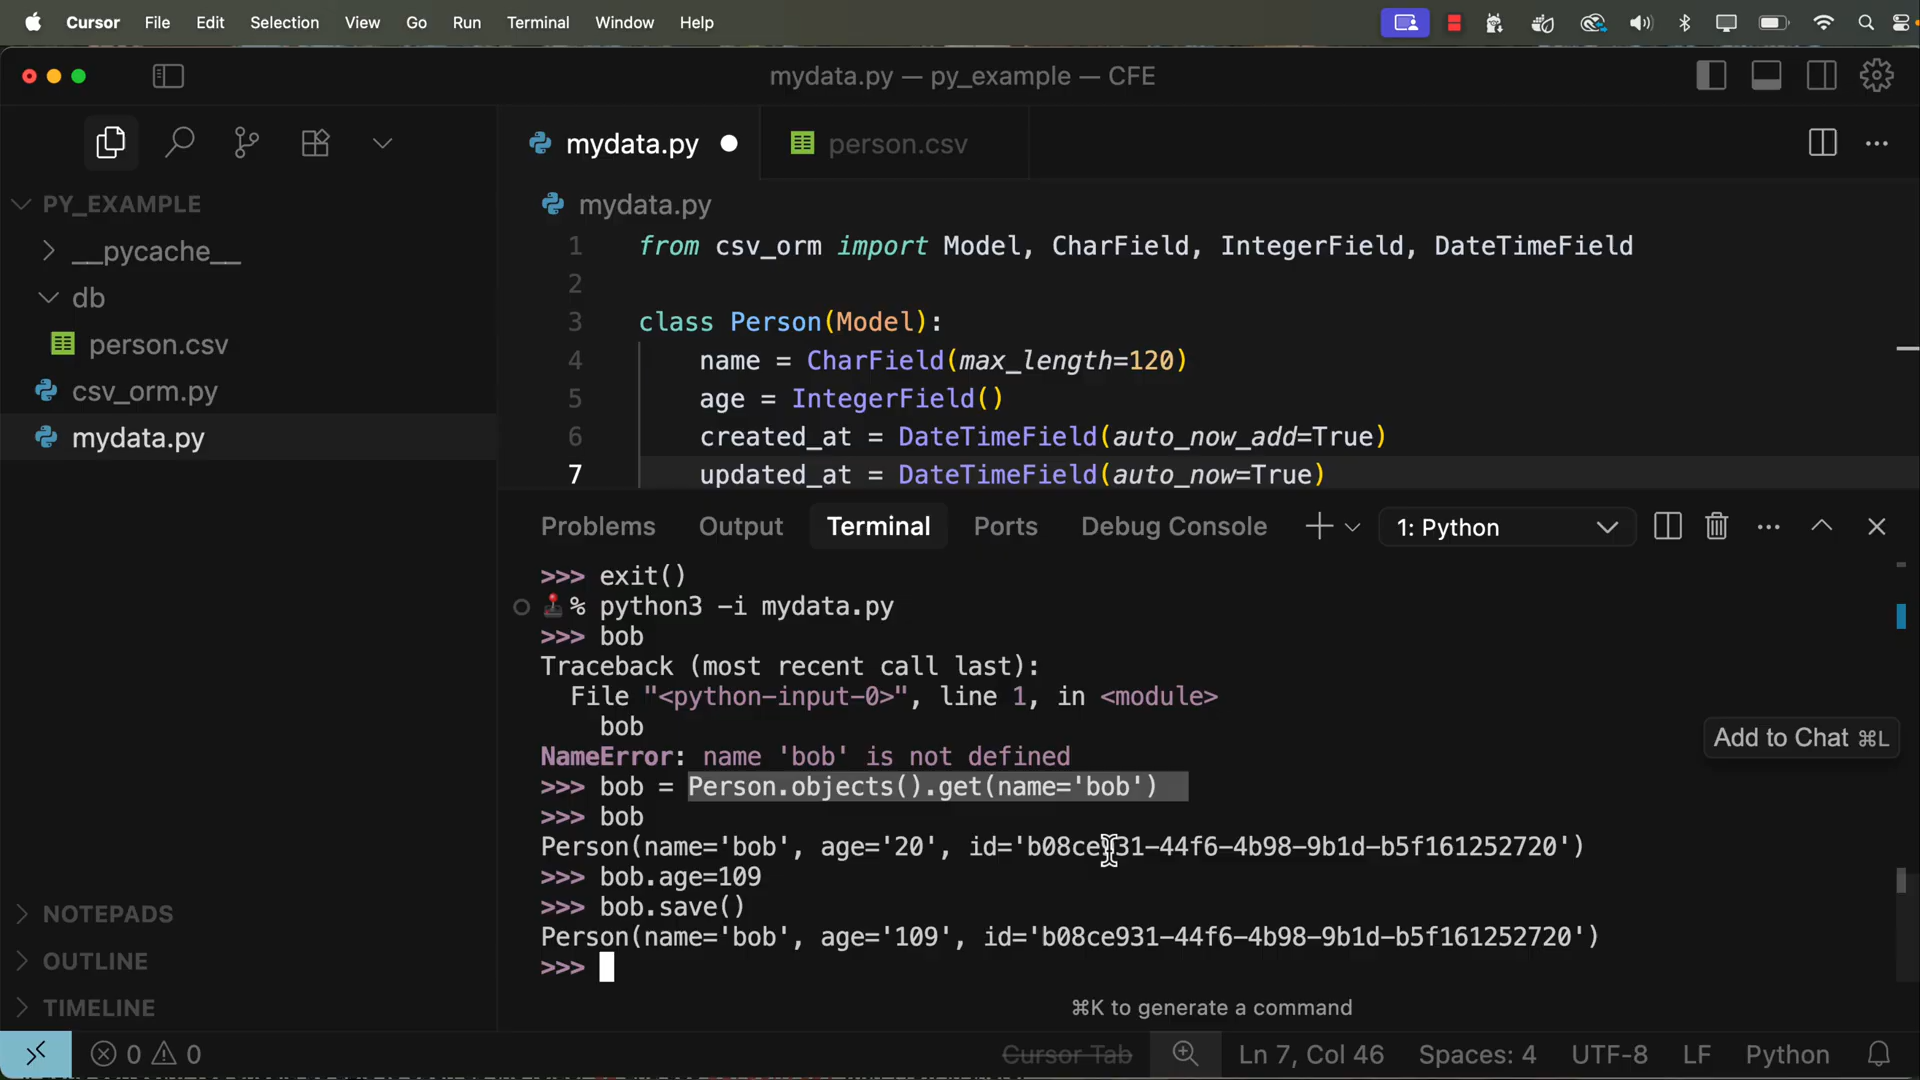 Cursor File Edit Selection View Go Run Terminal Window Help
mydata.py — py_example — CFE
mydata.py person.csv
PY_EXAMPLE
__pycache__
db
person.csv
csv_orm.py
mydata.py
NOTEPADS
OUTLINE
TIMELINE
mydata.py
1 from csv_orm import Model, CharField, IntegerField, DateTimeField
2
3 class Person(Model):
4 name = CharField(max_length=120)
5 age = IntegerField()
6 created_at = DateTimeField(auto_now_add=True)
7 updated_at = DateTimeField(auto_now=True)
Problems Output Terminal Ports Debug Console 1: Python
>>> exit()
% python3 -i mydata.py
>>> bob
Traceback (most recent call last):
File "<python-input-0>", line 1, in <module>
bob
NameError: name 'bob' is not defined
Add to Chat ⌘L
>>> bob = Person.objects().get(name='bob')
>>> bob
Person(name='bob', age='20', id='b08ce931-44f6-4b98-9b1d-b5f161252720')
>>> bob.age=109
>>> bob.save()
Person(name='bob', age='109', id='b08ce931-44f6-4b98-9b1d-b5f161252720')
>>>
⌘K to generate a command
0 0 Cursor Tab Ln 7, Col 46 Spaces: 4 UTF-8 LF Python